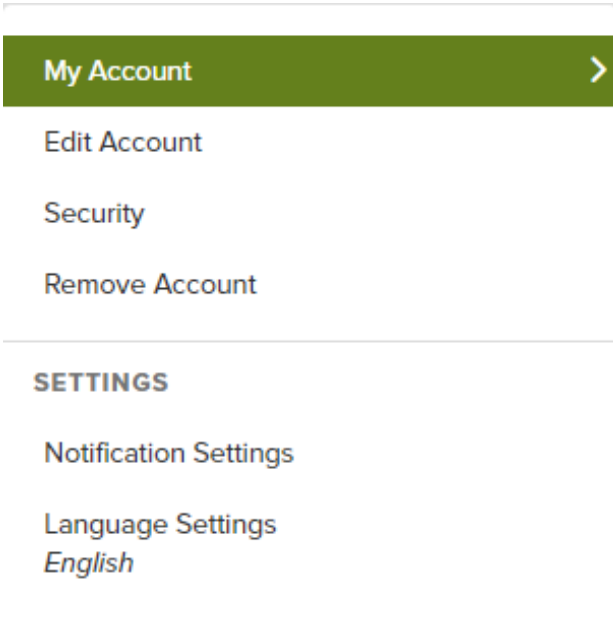 My Account
Edit Account
Security
Remove Account
SETTINGS
Notification Settings
Language Settings
English